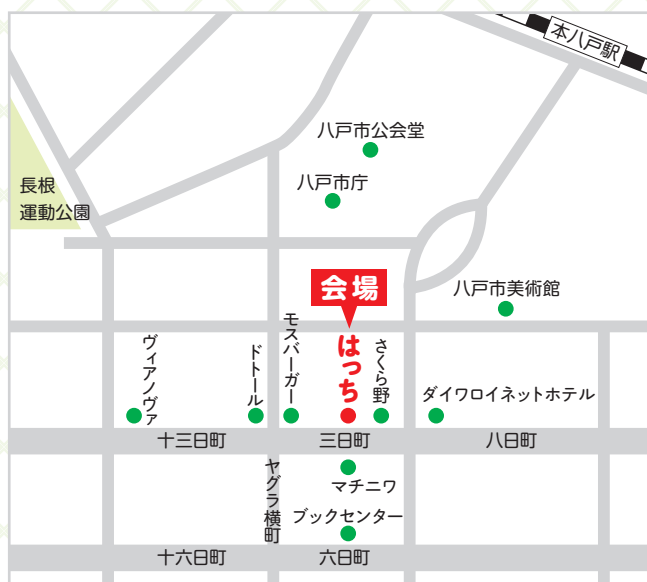 本八戸駅
八戸市公会堂
八戸市庁
長根
運動公園
会場
八戸市美術館
ヴィアノヴァ
ドトール
モスバーガー
はっち
さくら野
ダイワロイネットホテル
十三日町
三日町
八日町
ヤグラ横町
マチニワ
ブックセンター
十六日町
六日町